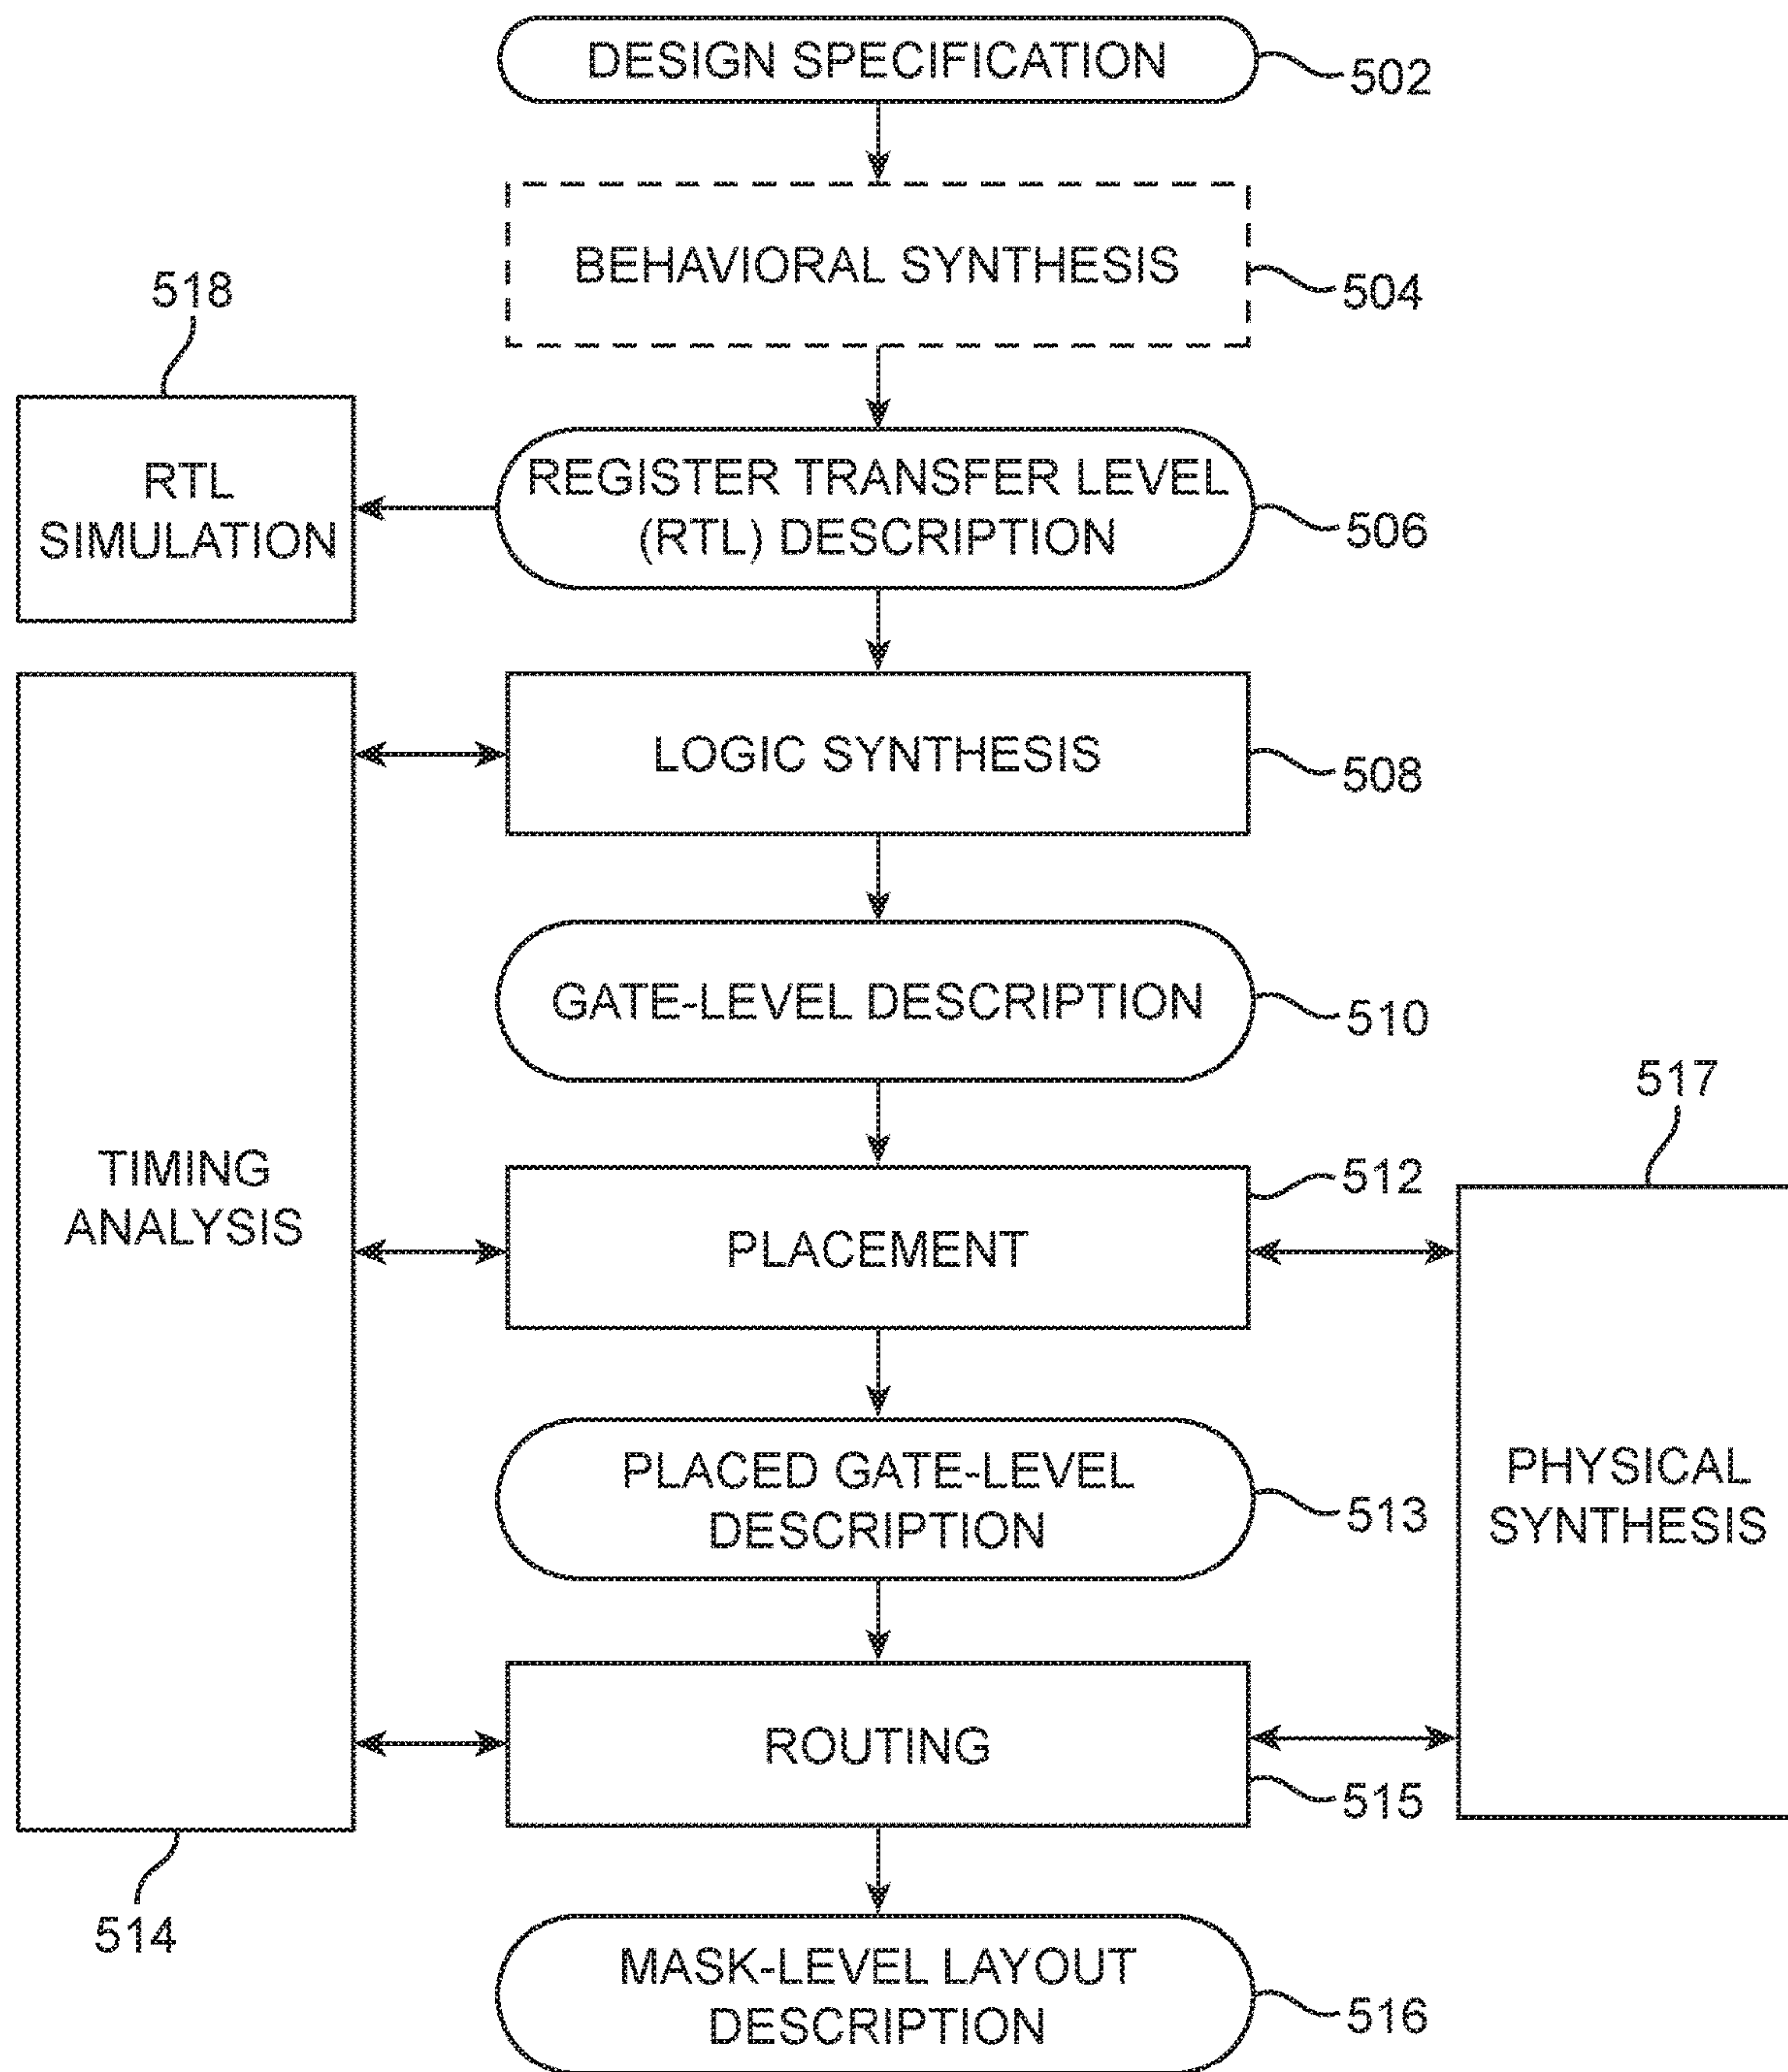 DESIGN SPECIFICATION
502
BEHAVIORAL SYNTHESIS
504
518
RTL
SIMULATION
REGISTER TRANSFER LEVEL
(RTL) DESCRIPTION
506
LOGIC SYNTHESIS
508
GATE-LEVEL DESCRIPTION
510
517
TIMING
ANALYSIS
512
PLACEMENT
PLACED GATE-LEVEL
DESCRIPTION
513
PHYSICAL
SYNTHESIS
ROUTING
515
514
MASK-LEVEL LAYOUT
DESCRIPTION
516